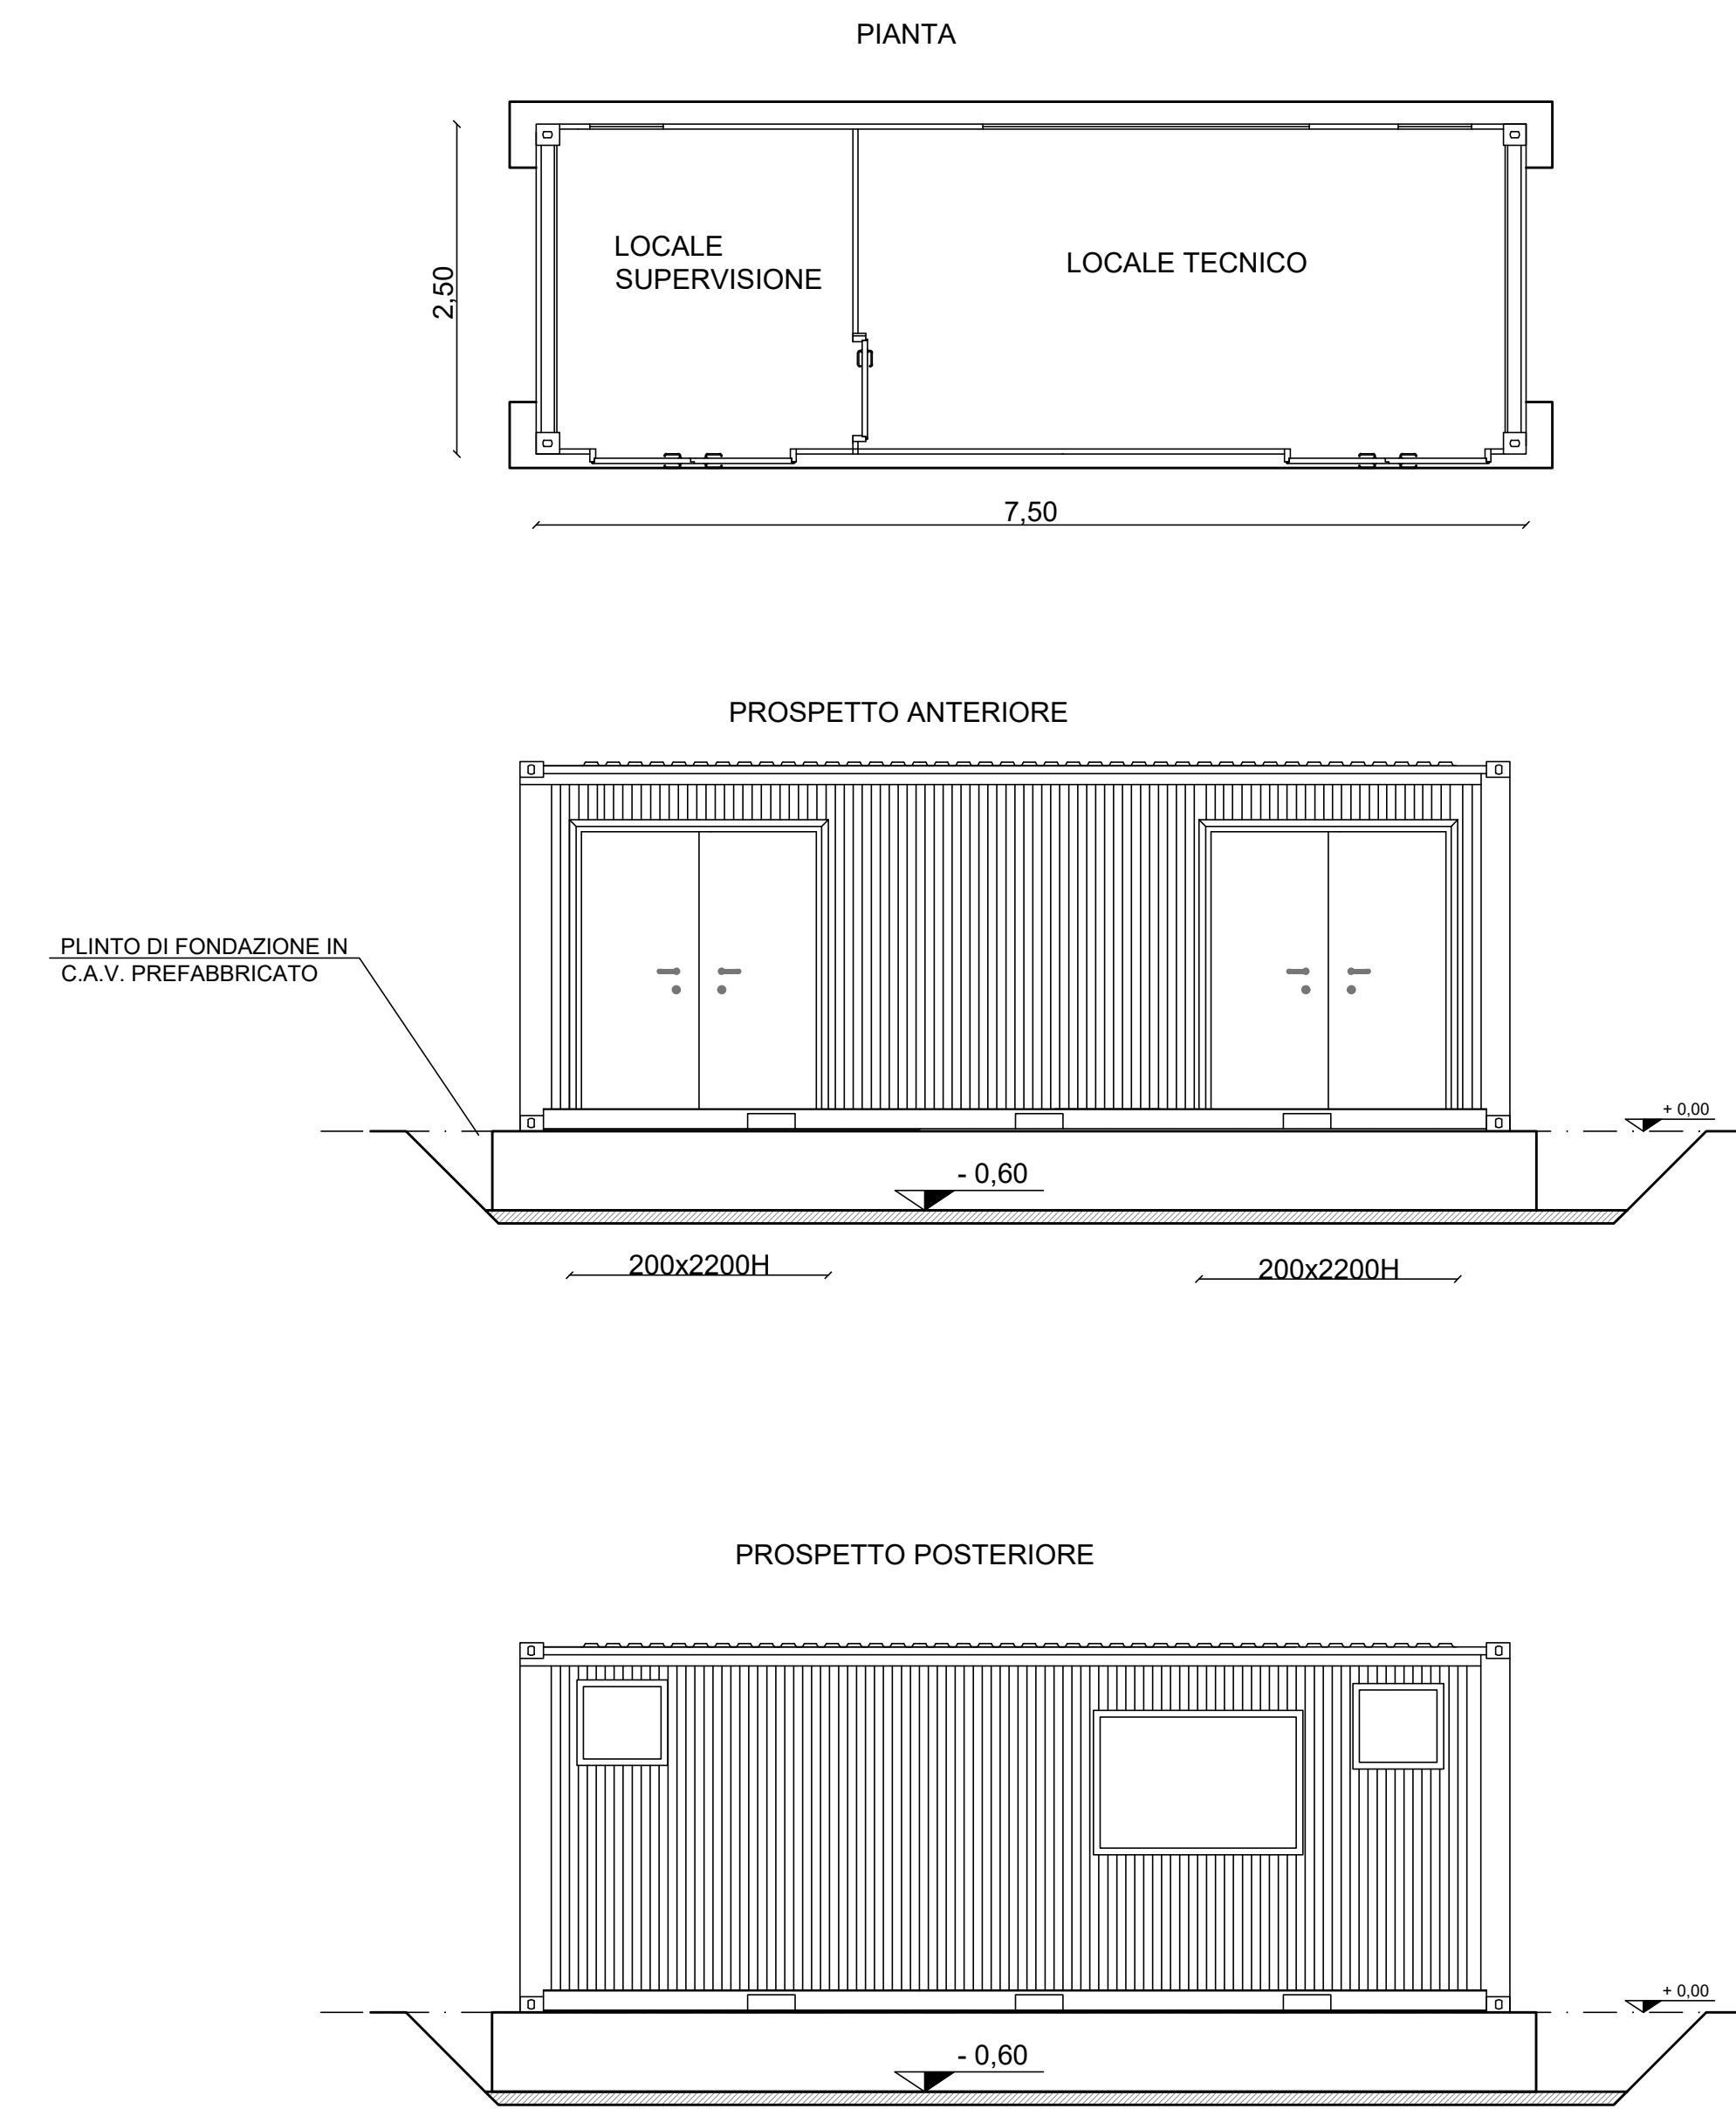 PIANTA
LOCALE
SUPERVISIONE
LOCALE TECNICO
2,50
7,50
PROSPETTO ANTERIORE
PLINTO DI FONDAZIONE IN
C.A.V. PREFABBRICATO
+ 0,00
- 0,60
200x2200H
200x2200H
PROSPETTO POSTERIORE
+ 0,00
- 0,60